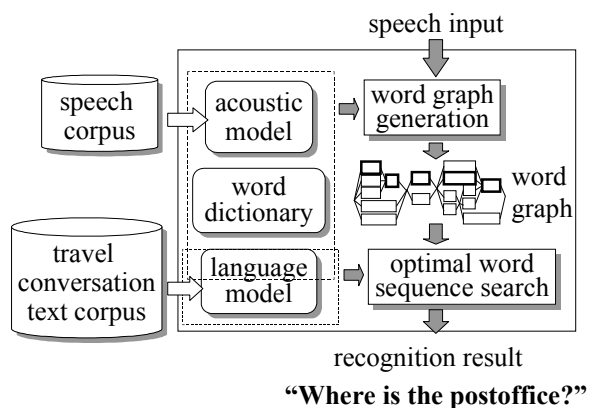 speech input
speech
corpus
acoustic
model
word graph
generation
word
dictionary
word
graph
travel
conversation
text corpus
language
model
optimal word
sequence search
recognition result
“Where is the postoffice?”